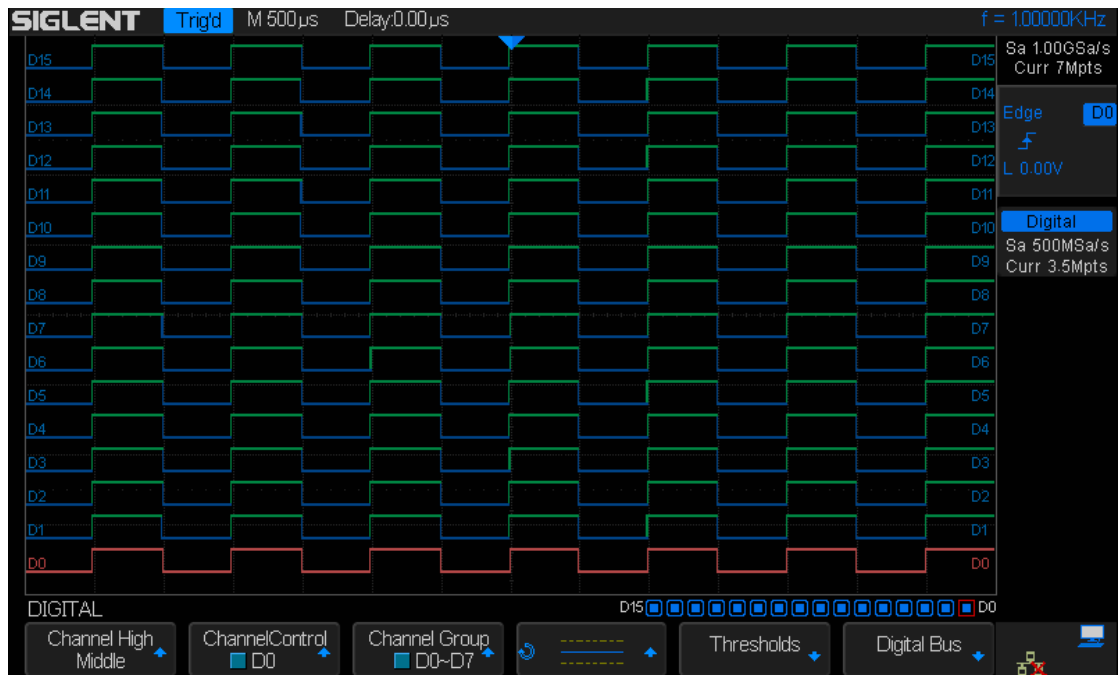 SIGLENT Trig'd M 500µs Delay:0.00µs f = 1.00000KHz
Sa 1.00GSa/s
Curr 7Mpts
Edge D0
L 0.00V
Digital
Sa 500MSa/s
Curr 3.5Mpts
D15 D15
D14 D14
D13 D13
D12 D12
D11 D11
D10 D10
D9 D9
D8 D8
D7 D7
D6 D6
D5 D5
D4 D4
D3 D3
D2 D2
D1 D1
D0 D0
DIGITAL D15 D0
Channel High
Middle
ChannelControl
D0
Channel Group
D0~D7
Thresholds
Digital Bus